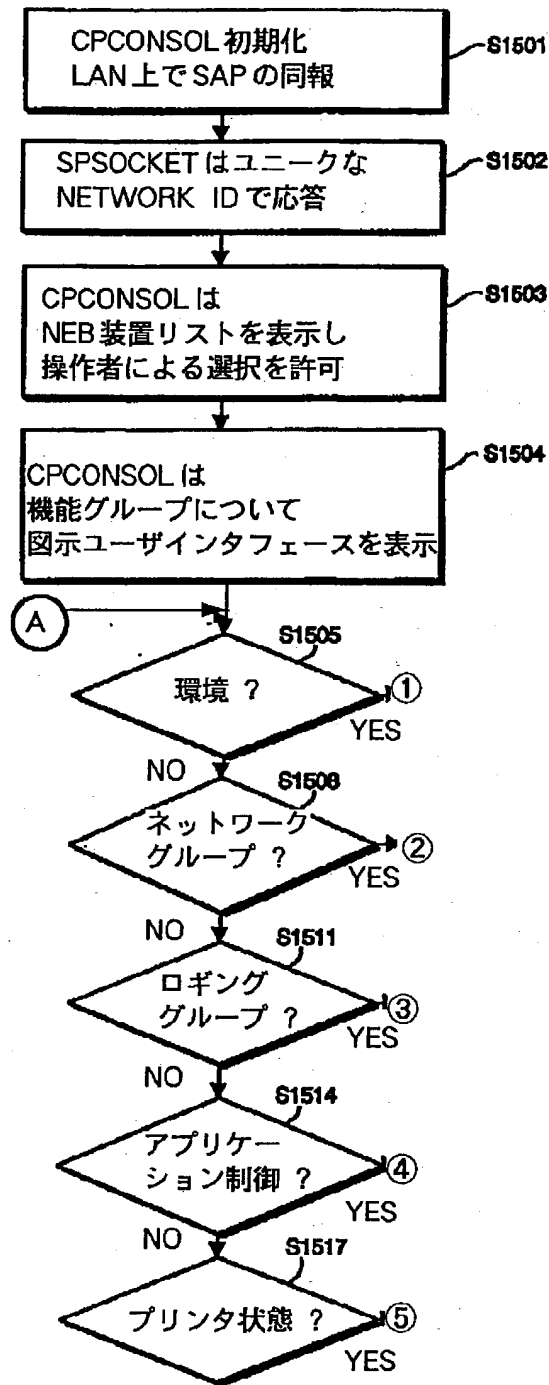 CPCONSOL 初期化
LAN 上で SAP の同報
S1501
SPSOCKET はユニークな
NETWORK ID で応答
S1502
CPCONSOL は
NEB 装置リストを表示し
操作者による選択を許可
S1503
CPCONSOL は
機能グループについて
図示ユーザインタフェースを表示
S1504
A
S1505
環境 ?
①
YES
NO
S1508
ネットワーク
グループ ?
②
YES
NO
S1511
ロギング
グループ ?
③
YES
NO
S1514
アプリケー
ション制御 ?
④
YES
NO
S1517
プリンタ状態 ?
⑤
YES